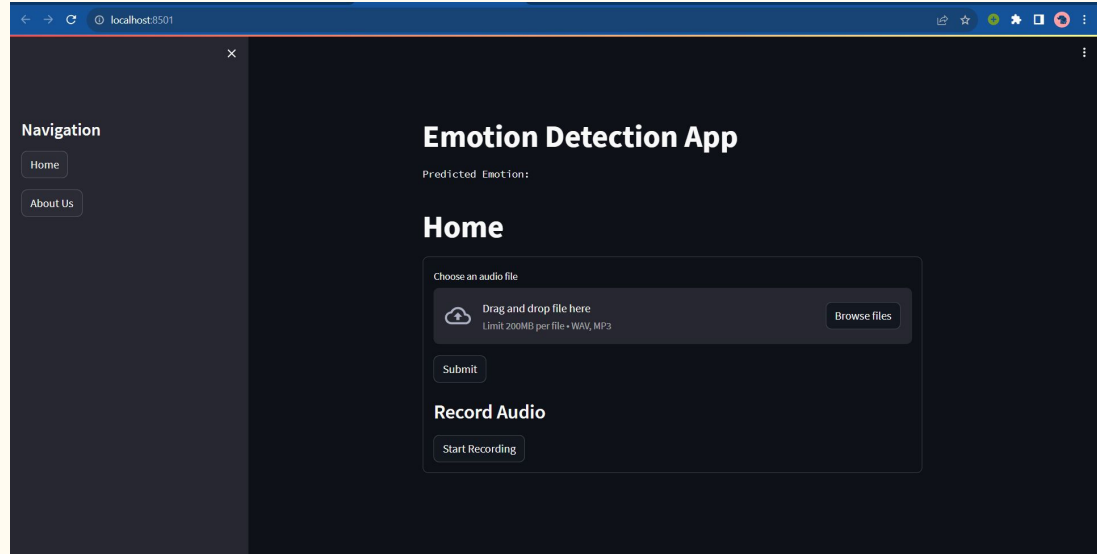 localhost:8501
Navigation
Home
About Us
Emotion Detection App
Predicted Emotion:
Home
Choose an audio file
Drag and drop file here
Limit 200MB per file • WAV, MP3
Browse files
Submit
Record Audio
Start Recording